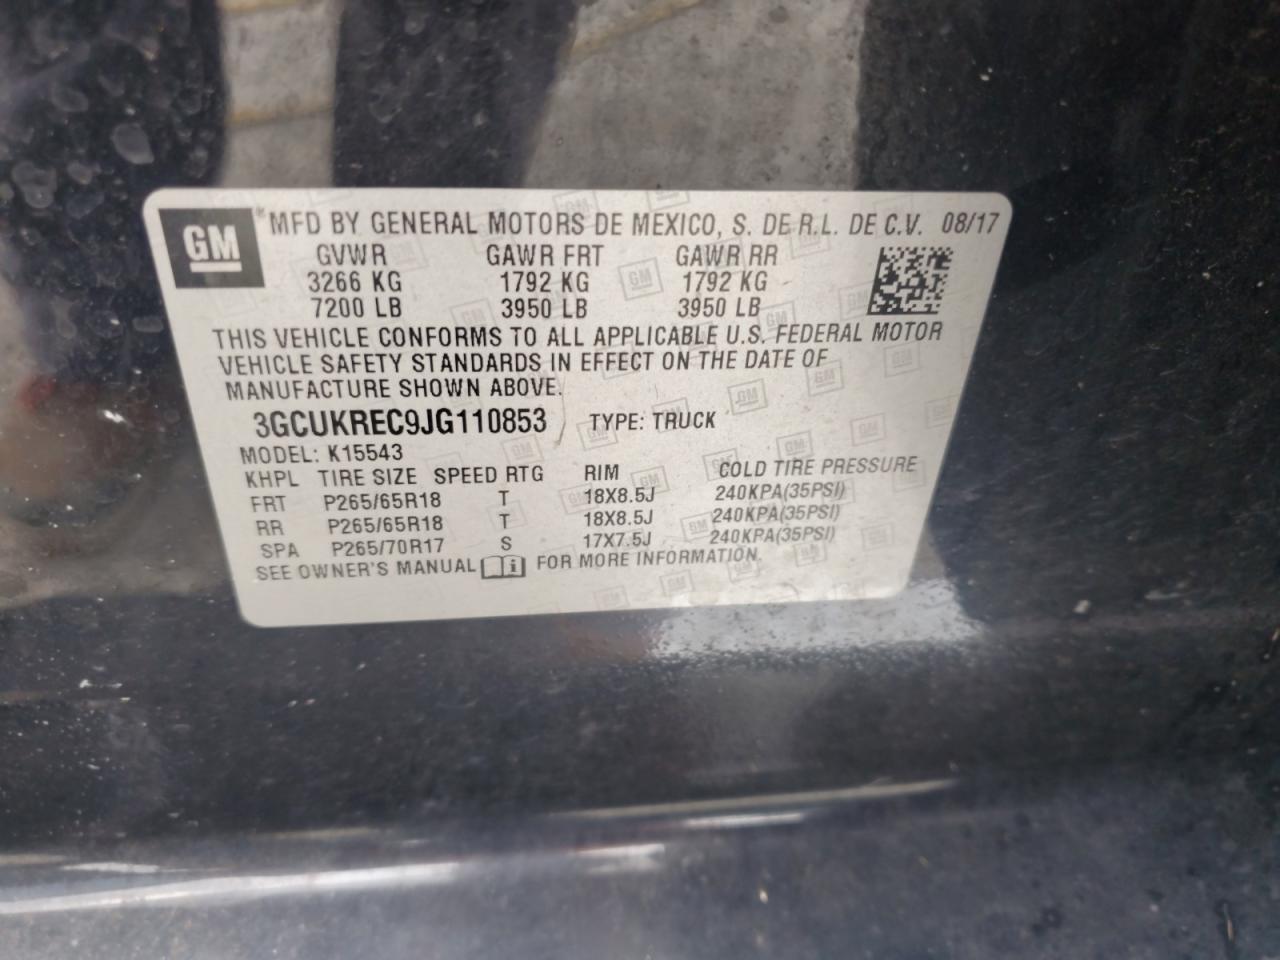 GM
® MFD BY GENERAL MOTORS DE MEXICO, S. DE R.L. DE C.V. 08/17
GVWR GAWR FRT GAWR RR
3266 KG 1792 KG 1792 KG
7200 LB 3950 LB 3950 LB
THIS VEHICLE CONFORMS TO ALL APPLICABLE U.S. FEDERAL MOTOR
VEHICLE SAFETY STANDARDS IN EFFECT ON THE DATE OF
MANUFACTURE SHOWN ABOVE.
3GCUKREC9JG110853 TYPE: TRUCK
MODEL: K15543
KHPL TIRE SIZE SPEED RTG RIM COLD TIRE PRESSURE
FRT P265/65R18 T 18X8.5J 240KPA(35PSI)
RR P265/65R18 T 18X8.5J 240KPA(35PSI)
SPA P265/70R17 S 17X7.5J 240KPA(35PSI)
SEE OWNER'S MANUAL i FOR MORE INFORMATION.